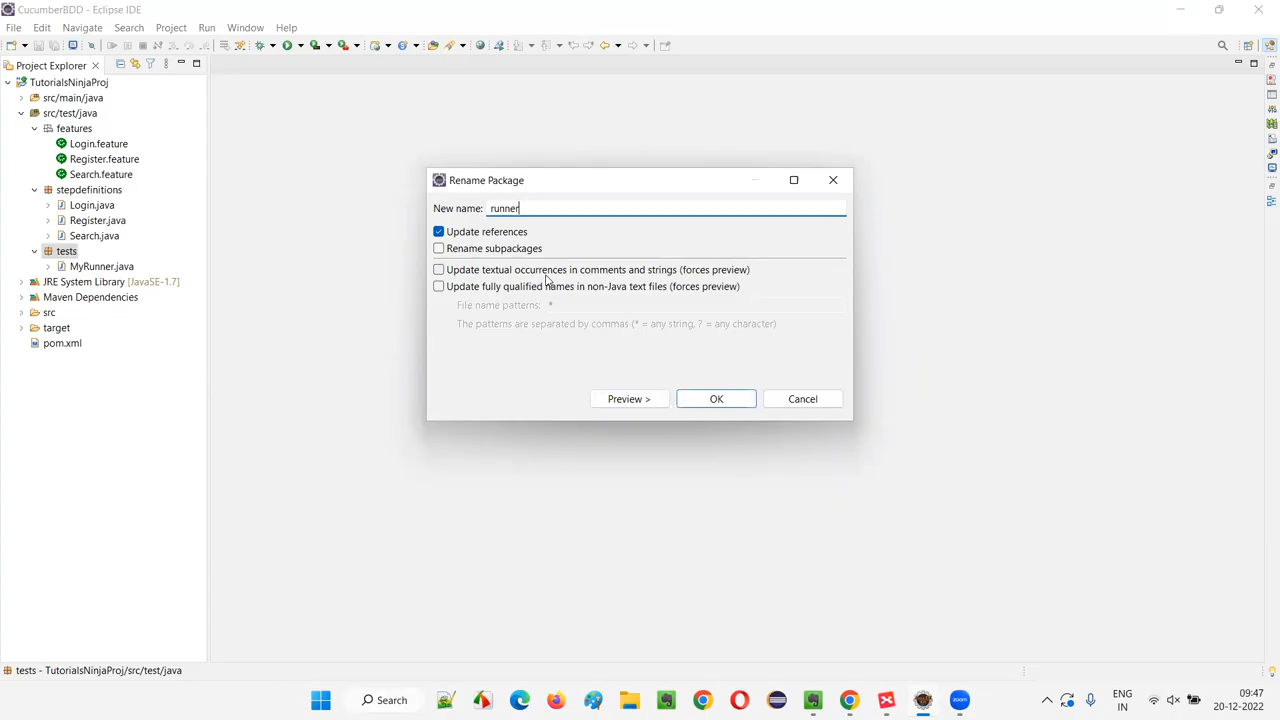 CucumberBDD - Eclipse IDE
File Edit Navigate Search Project Run Window Help
Project Explorer
TutorialsNinjaProj
src/main/java
src/test/java
features
Login.feature
Register.feature
Search.feature
stepdefinitions
Login.java
Register.java
Search.java
tests
MyRunner.java
JRE System Library [JavaSE-1.7]
Maven Dependencies
src
target
pom.xml
Rename Package
New name: runner
Update references
Rename subpackages
Update textual occurrences in comments and strings (forces preview)
Update fully qualified names in non-Java text files (forces preview)
File name patterns: *
The patterns are separated by commas (* = any string, ? = any character)
Preview > OK Cancel
tests - TutorialsNinjaProj/src/test/java
Search
ENG
IN
09:47
20-12-2022